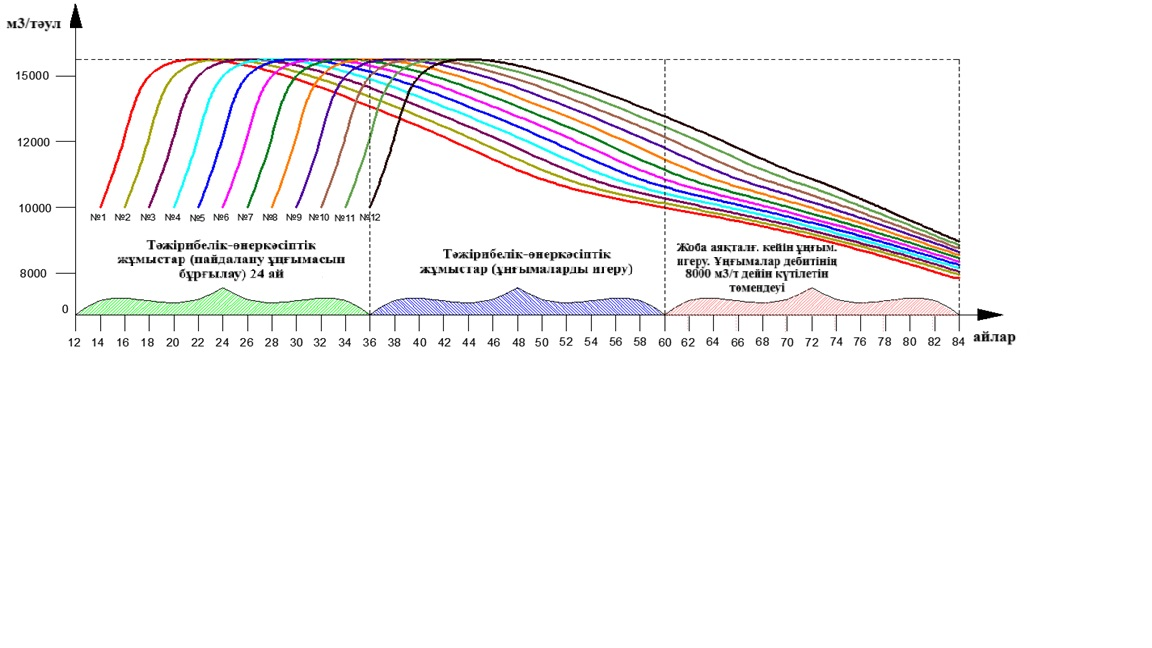 м3/тәул
15000
12000
10000
8000
0
№1 №2 №3 №4 №5 №6 №7 №8 №9 №10 №11 №12
Тәжірибелік-өнеркәсіптік
жұмыстар (пайдалану ұңғымасын
бұрғылау) 24 ай
Тәжірибелік-өнеркәсіптік
жұмыстар (ұңғымаларды игеру)
Жоба аяқталғ. кейін ұңғым.
игеру. Ұңғымалар дебитінің
8000 м3/т дейін күтілетін
төмендеуі
12 14 16 18 20 22 24 26 28 30 32 34 36 38 40 42 44 46 48 50 52 54 56 58 60 62 64 66 68 70 72 74 76 78 80 82 84
айлар